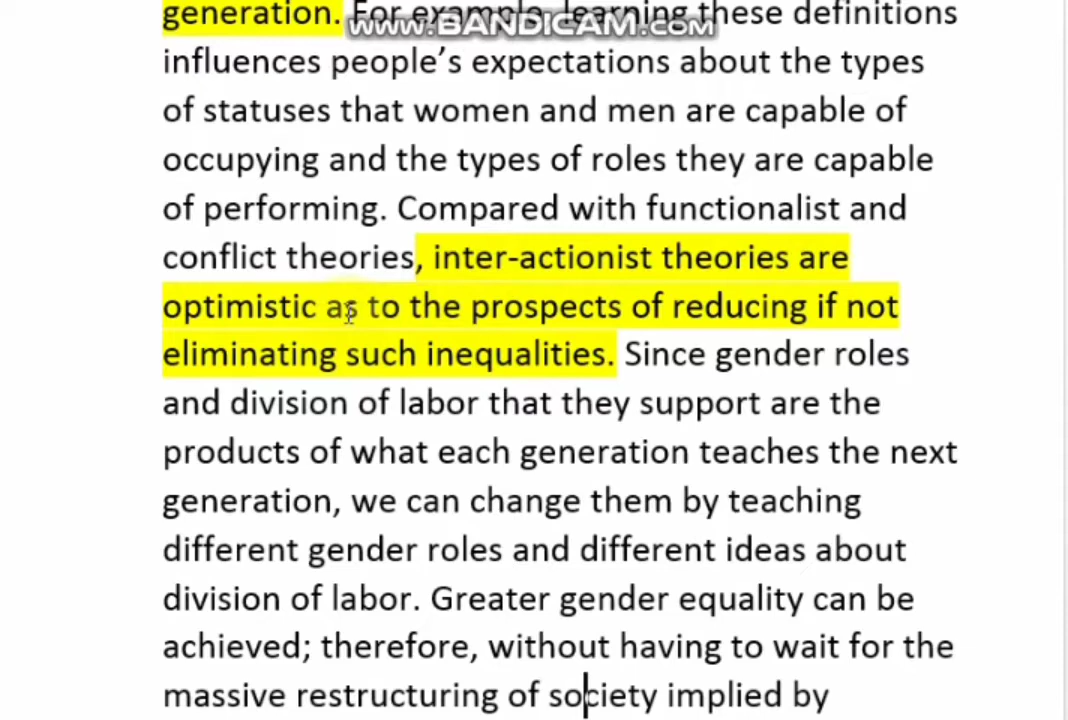 generation. For example, learning these definitions
www.BANDICAM.com
influences people's expectations about the types
of statuses that women and men are capable of
occupying and the types of roles they are capable
of performing. Compared with functionalist and
conflict theories, inter-actionist theories are
optimistic as to the prospects of reducing if not
eliminating such inequalities. Since gender roles
and division of labor that they support are the
products of what each generation teaches the next
generation, we can change them by teaching
different gender roles and different ideas about
division of labor. Greater gender equality can be
achieved; therefore, without having to wait for the
massive restructuring of society implied by